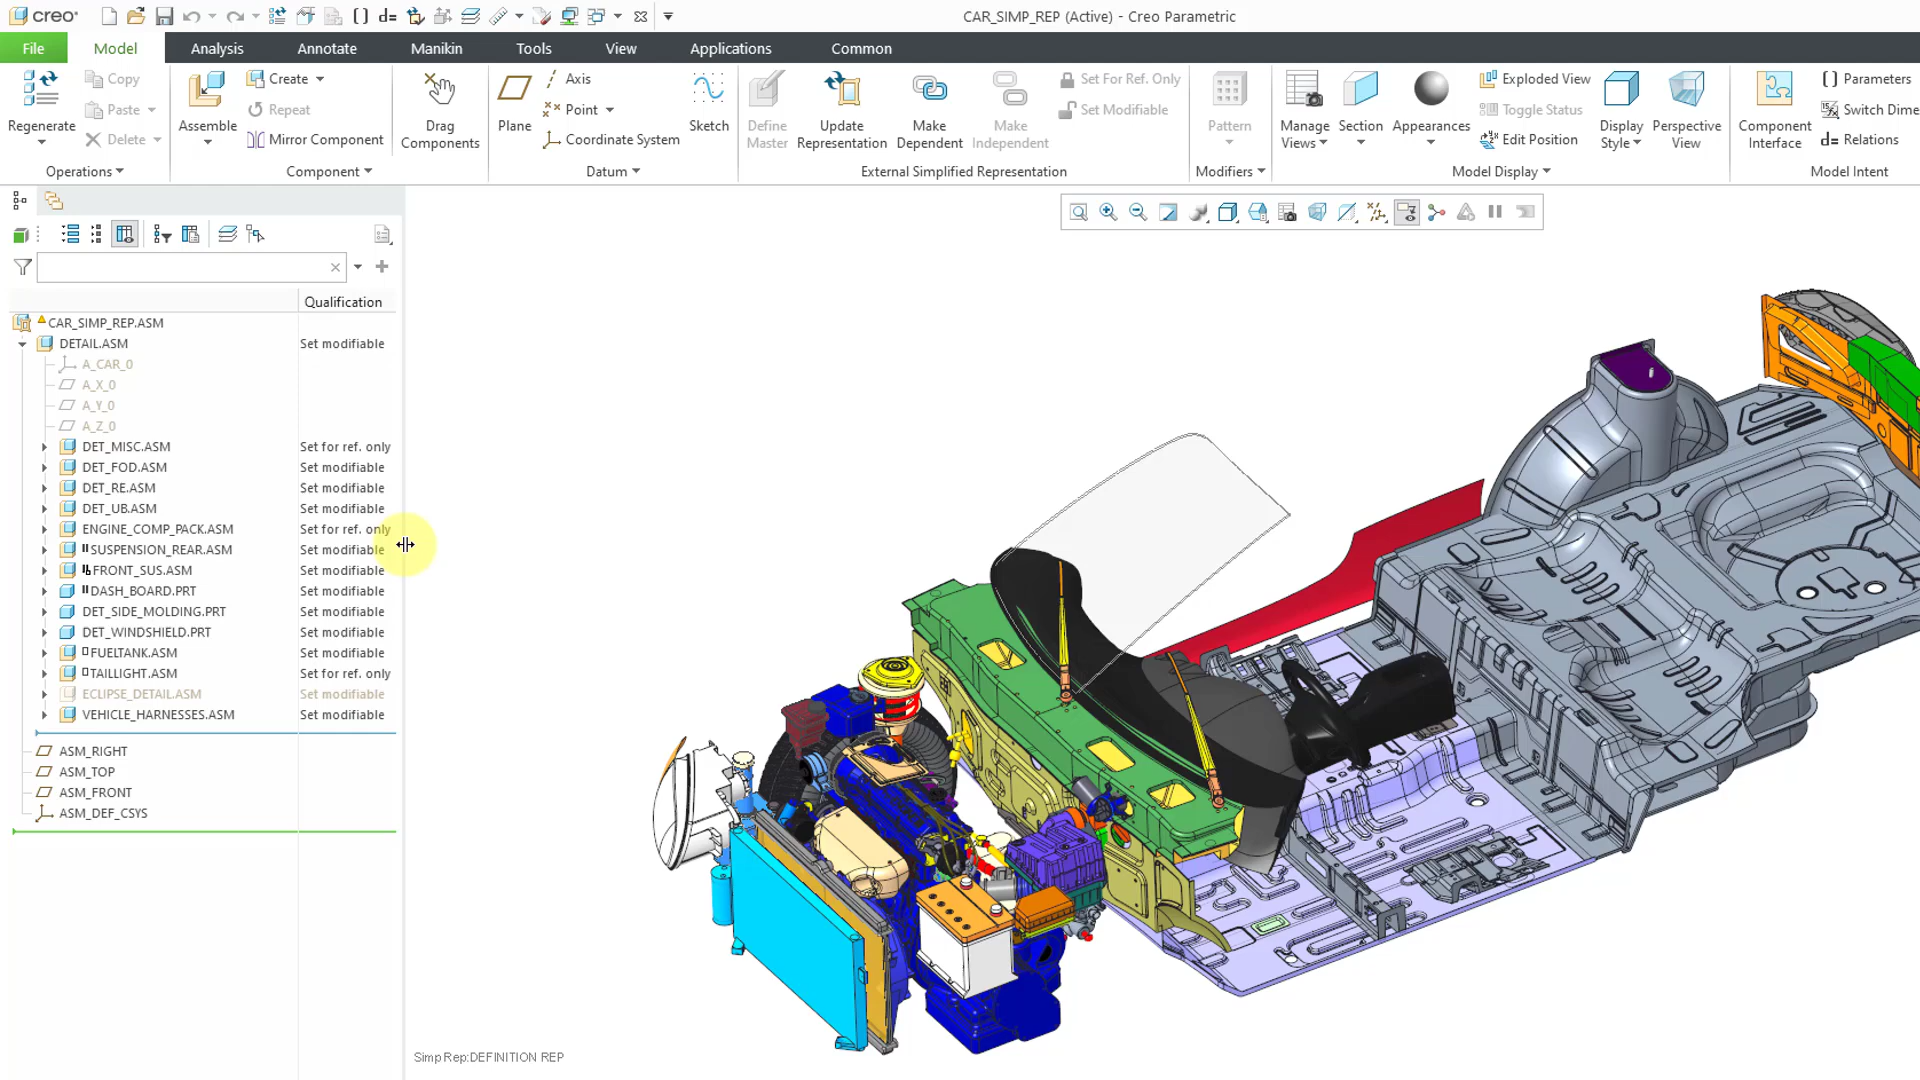 creo
CAR_SIMP_REP (Active) - Creo Parametric
File
Model
Analysis
Annotate
Manikin
Tools
View
Applications
Common
Regenerate
Copy
Paste
Delete
Operations
Assemble
Create
Repeat
Mirror Component
Component
Drag
Components
Plane
Axis
Point
Coordinate System
Sketch
Datum
Define
Master
Update
Representation
Make
Dependent
Make
Independent
Set For Ref. Only
Set Modifiable
External Simplified Representation
Pattern
Modifiers
Manage
Views
Section
Appearances
Exploded View
Toggle Status
Edit Position
Display
Style
Perspective
View
Model Display
Component
Interface
Parameters
Switch Dime
Relations
Model Intent
Qualification
CAR_SIMP_REP.ASM
DETAIL.ASM Set modifiable
A_CAR_0
A_X_0
A_Y_0
A_Z_0
DET_MISC.ASM Set for ref. only
DET_FOD.ASM Set modifiable
DET_RE.ASM Set modifiable
DET_UB.ASM Set modifiable
ENGINE_COMP_PACK.ASM Set for ref. only
SUSPENSION_REAR.ASM Set modifiable
FRONT_SUS.ASM Set modifiable
DASH_BOARD.PRT Set modifiable
DET_SIDE_MOLDING.PRT Set modifiable
DET_WINDSHIELD.PRT Set modifiable
FUELTANK.ASM Set modifiable
TAILLIGHT.ASM Set for ref. only
ECLIPSE_DETAIL.ASM Set modifiable
VEHICLE_HARNESSES.ASM Set modifiable
ASM_RIGHT
ASM_TOP
ASM_FRONT
ASM_DEF_CSYS
Simp Rep:DEFINITION REP